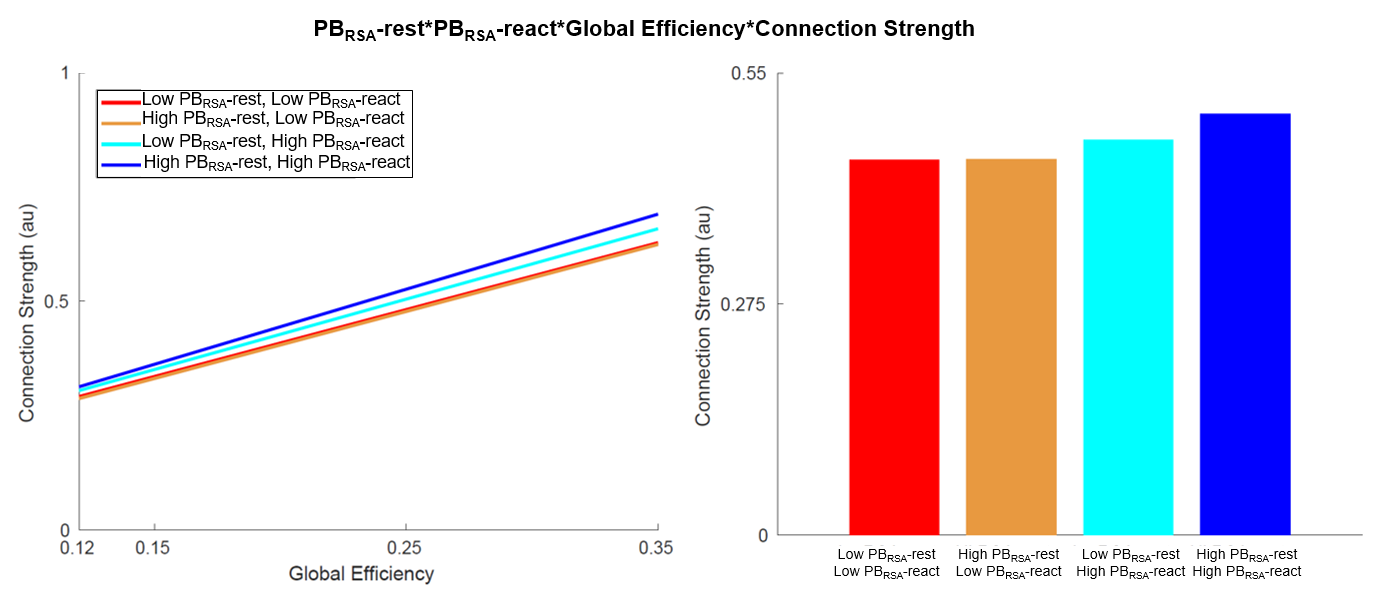 PBRSA-rest*PBRSA-react*Global Efficiency*Connection Strength
1
0.5
0
Connection Strength (au)
Low PBRSA-rest, Low PBRSA-react
High PBRSA-rest, Low PBRSA-react
Low PBRSA-rest, High PBRSA-react
High PBRSA-rest, High PBRSA-react
0.12 0.15 0.25 0.35
Global Efficiency
0.55
0.275
0
Connection Strength (au)
Low PBRSA-rest
Low PBRSA-react
High PBRSA-rest
Low PBRSA-react
Low PBRSA-rest
High PBRSA-react
High PBRSA-rest
High PBRSA-react